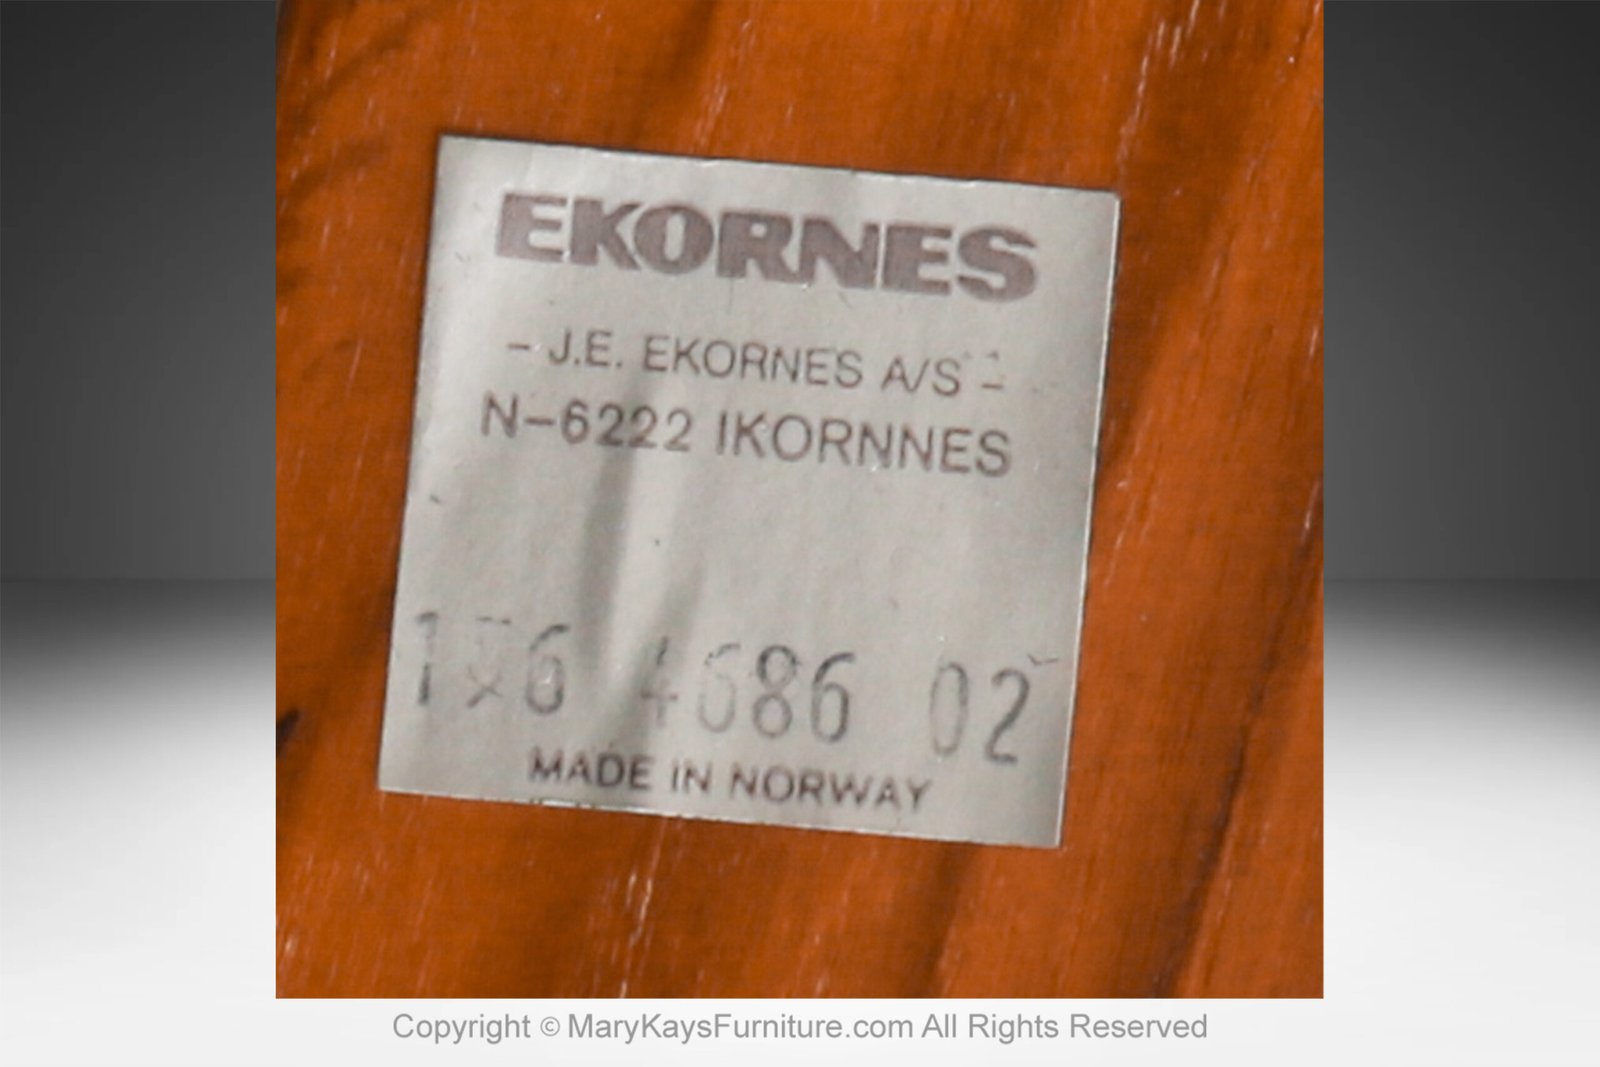 EKORNES
- J.E. EKORNES A/S -
N-6222 IKORNNES
4686 02
MADE IN NORWAY
Copyright © MaryKaysFurniture.com All Rights Reserved